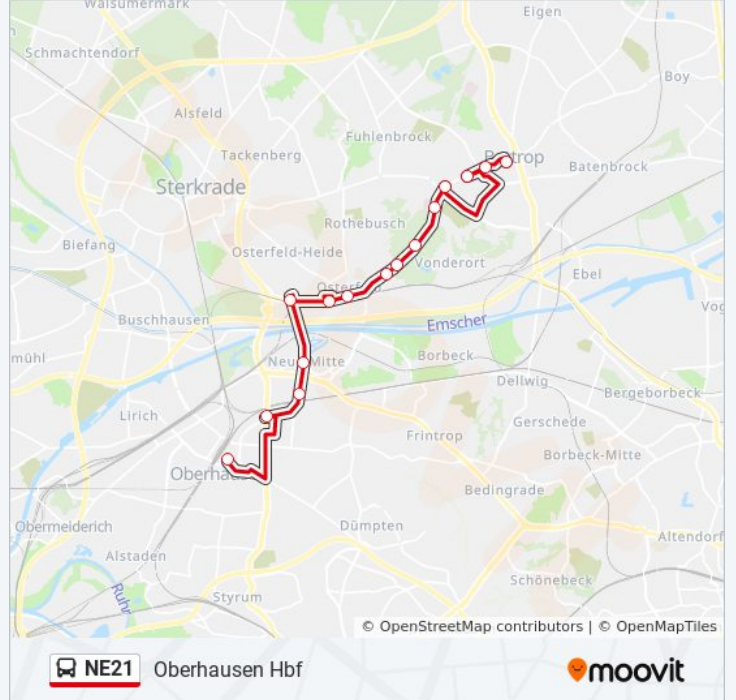 Walsumermark
Eigen
Schmachtendorf
Boy
Alsfeld
Fuhlenbrock
Tackenberg
Batenbrock
Sterkrade
Rothebusch
Biefang
Osterfeld-Heide
Vonderort
Ebel
Buschhausen
Emscher
Borbeck
Dellwig
Bergeborbeck
Lirich
Gerschede
Frintrop
Borbeck-Mitte
Bedingrade
Obermeiderich
Dümpten
Altendorf
Alstaden
Schönebeck
Ruhr
Styrum
© OpenStreetMap contributors | © OpenMapTiles
NE21 Oberhausen Hbf
moovit